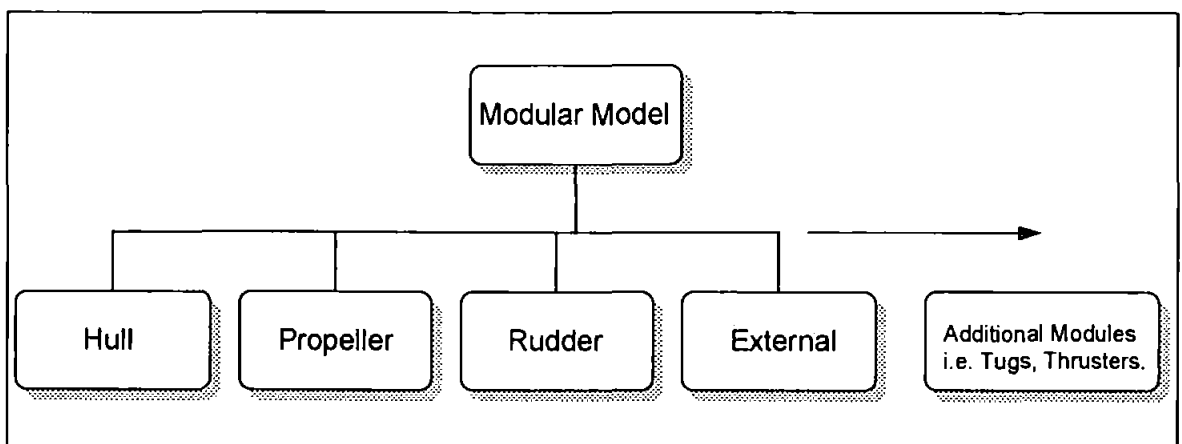 Modular Model
Hull
Propeller
Rudder
External
Additional Modules
i.e. Tugs, Thrusters.